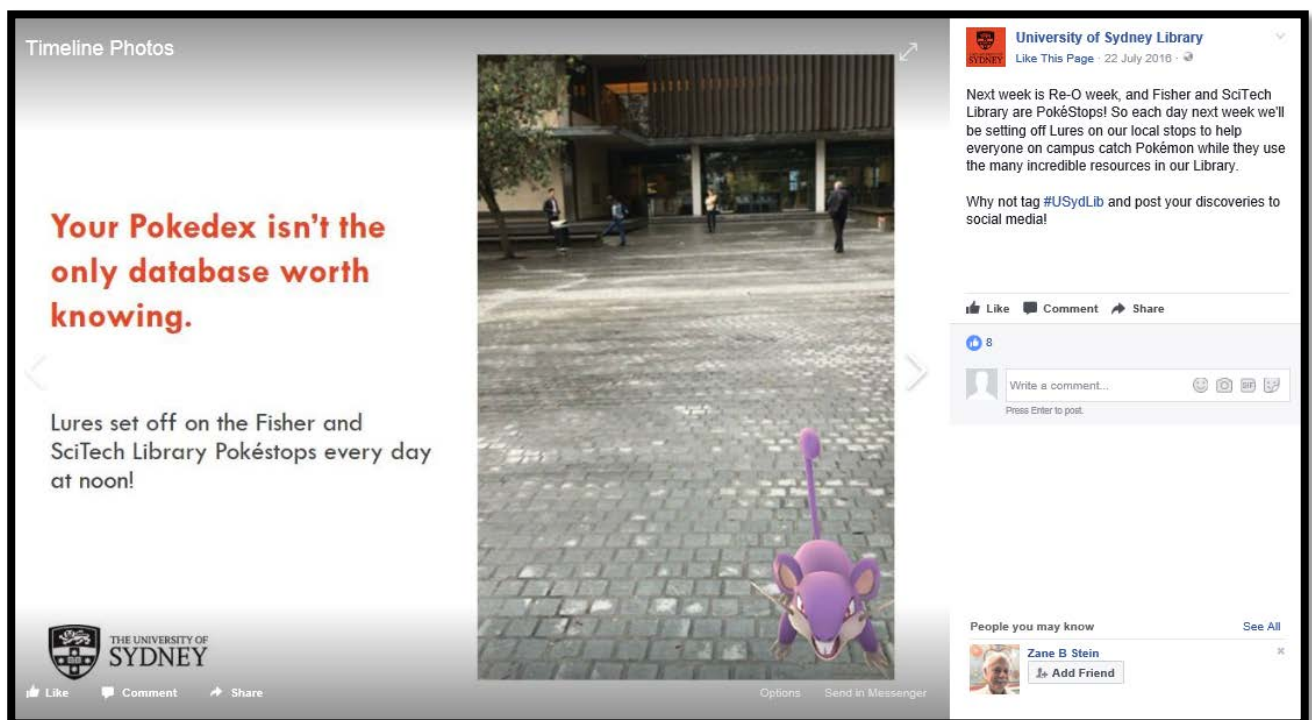 Timeline Photos
Your Pokedex isn't the
only database worth
knowing.
Lures set off on the Fisher and
SciTech Library Pokéstops every day
at noon!
THE UNIVERSITY OF
SYDNEY
Like Comment Share
Options Send in Messenger
SYDNEY
University of Sydney Library
Like This Page · 22 July 2016 ·
Next week is Re-O week, and Fisher and SciTech
Library are PokéStops! So each day next week we'll
be setting off Lures on our local stops to help
everyone on campus catch Pokémon while they use
the many incredible resources in our Library.
Why not tag #USydLib and post your discoveries to
social media!
Like Comment Share
8
Write a comment...
GIF
Press Enter to post.
People you may know See All
Zane B Stein
Add Friend